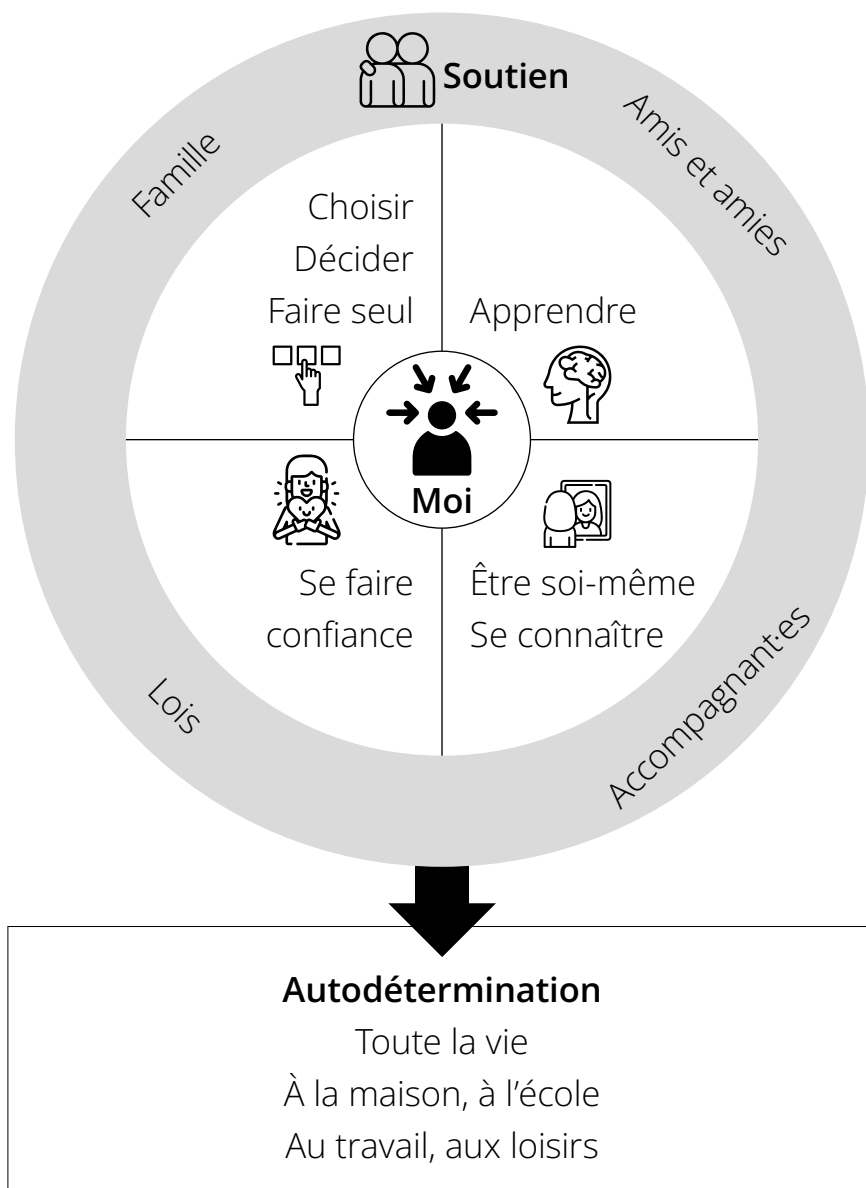 Soutien
Famille
Amis et amies
Choisir
Décider
Faire seul
Apprendre
Moi
Se faire
confiance
Être soi-même
Se connaître
Lois
Accompagnant·es
Autodétermination
Toute la vie
À la maison, à l’école
Au travail, aux loisirs